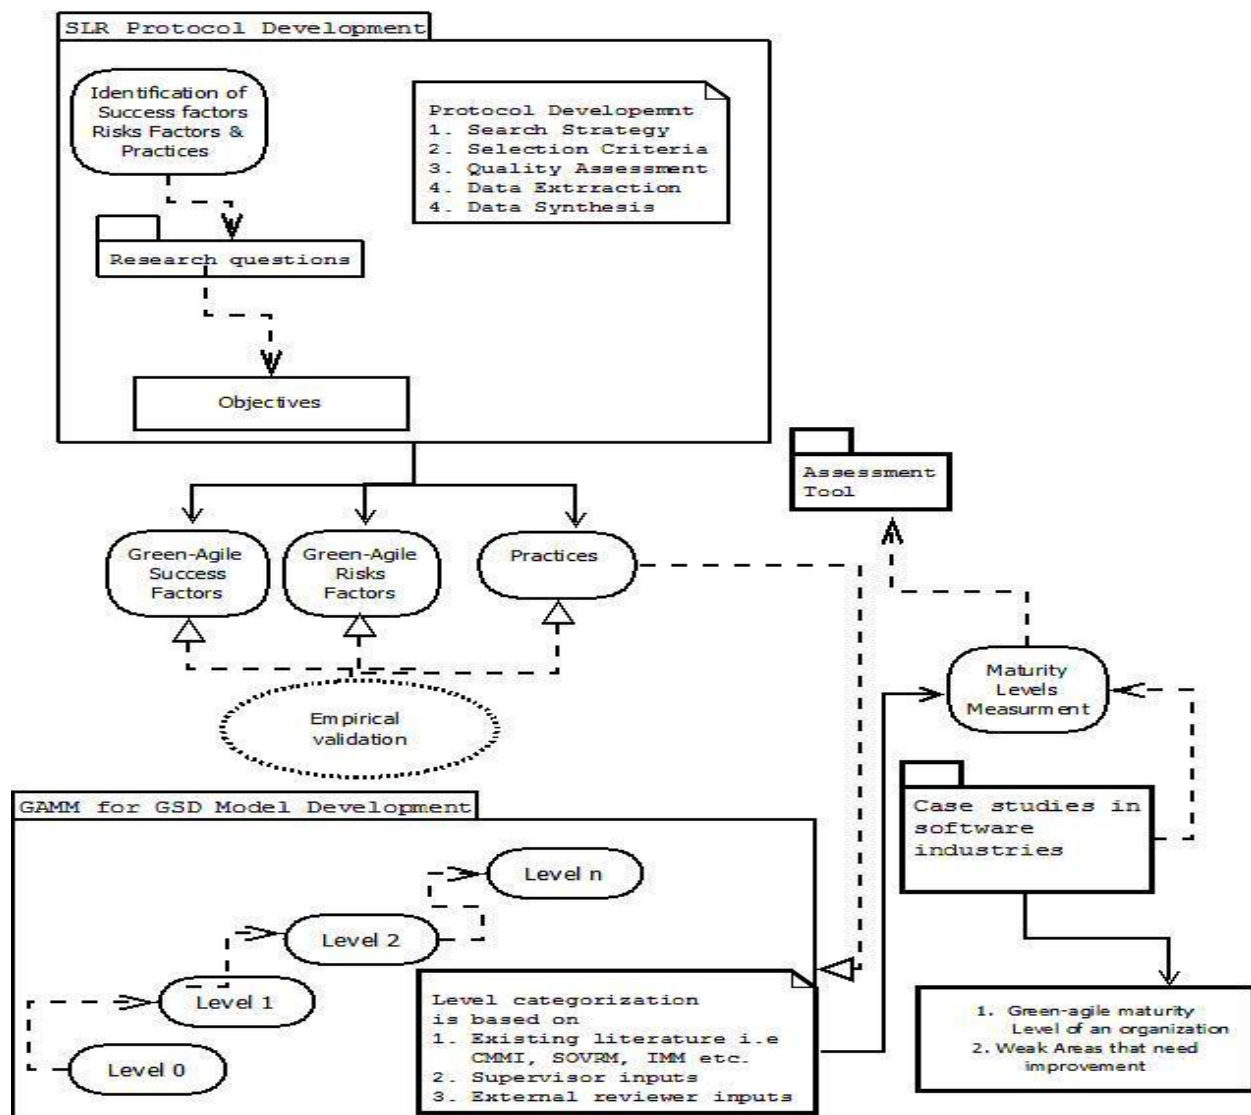 SLR Protocol Development
Identification of
Success factors
Risks Factors &
Practices
Protocol Developemnt
1. Search Strategy
2. Selection Criteria
3. Quality Assessment
4. Data Extrraction
4. Data Synthesis
Research questions
Objectives
Assessment
Tool
Green-Agile
Success
Factors
Green-Agile
Risks
Factors
Practices
Maturity
Levels
Measurment
Empirical
validation
GAMM for GSD Model Development
Case studies in
software
industries
Level n
Level 2
Level 1
Level 0
Level categorization
is based on
1. Existing literature i.e
CMMI, SOVRM, IMM etc.
2. Supervisor inputs
3. External reviewer inputs
1. Green-agile maturity
Level of an organization
2. Weak Areas that need
improvement